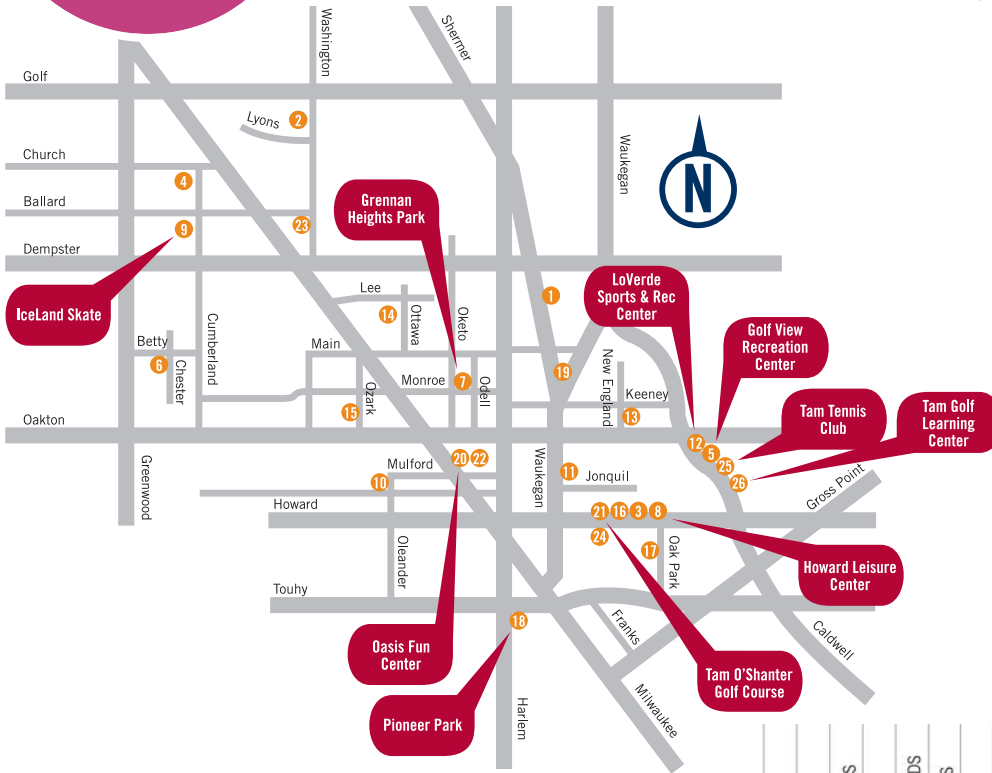 Golf
Washington
Shermer
Lyons
2
Waukegan
N
Church
4
Ballard
Grennan
Heights Park
9
23
Dempster
LoVerde
Sports & Rec
Center
IceLand Skate
Lee
1
14
Ottawa
Oketo
Golf View
Recreation
Center
Betty
6
Chester
Cumberland
Main
Monroe
7
Odell
19
New England
Keeney
13
15
Ozark
Tam Tennis
Club
Tam Golf
Learning
Center
Oakton
12
5
25
26
Greenwood
20
22
Mulford
10
Waukegan
11
Jonquil
Gross Point
Howard
21
16
3
8
24
17
Oak Park
Oleander
Howard Leisure
Center
Touhy
18
Franks
Caldwell
Oasis Fun
Center
Tam O'Shanter
Golf Course
Pioneer Park
Harlem
Milwaukee